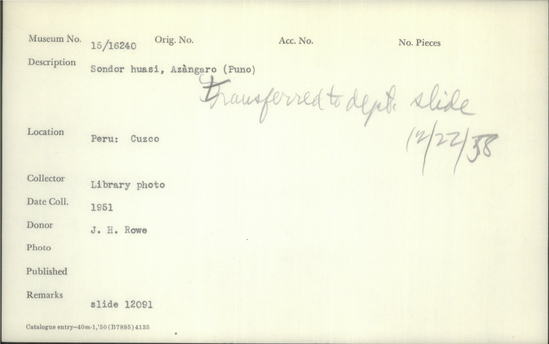 Museum No. 15/16240 Orig. No. Acc. No. No. Pieces
Description Sondor huasi, Azàngaro (Puno)
Transferred to dept. slide
12/22/58
Location Peru: Cuzco
Collector Library photo
Date Coll. 1951
Donor J. H. Rowe
Photo
Published
Remarks slide 12091
Catalogue entry—40m-1,'50 (B7885) 4135